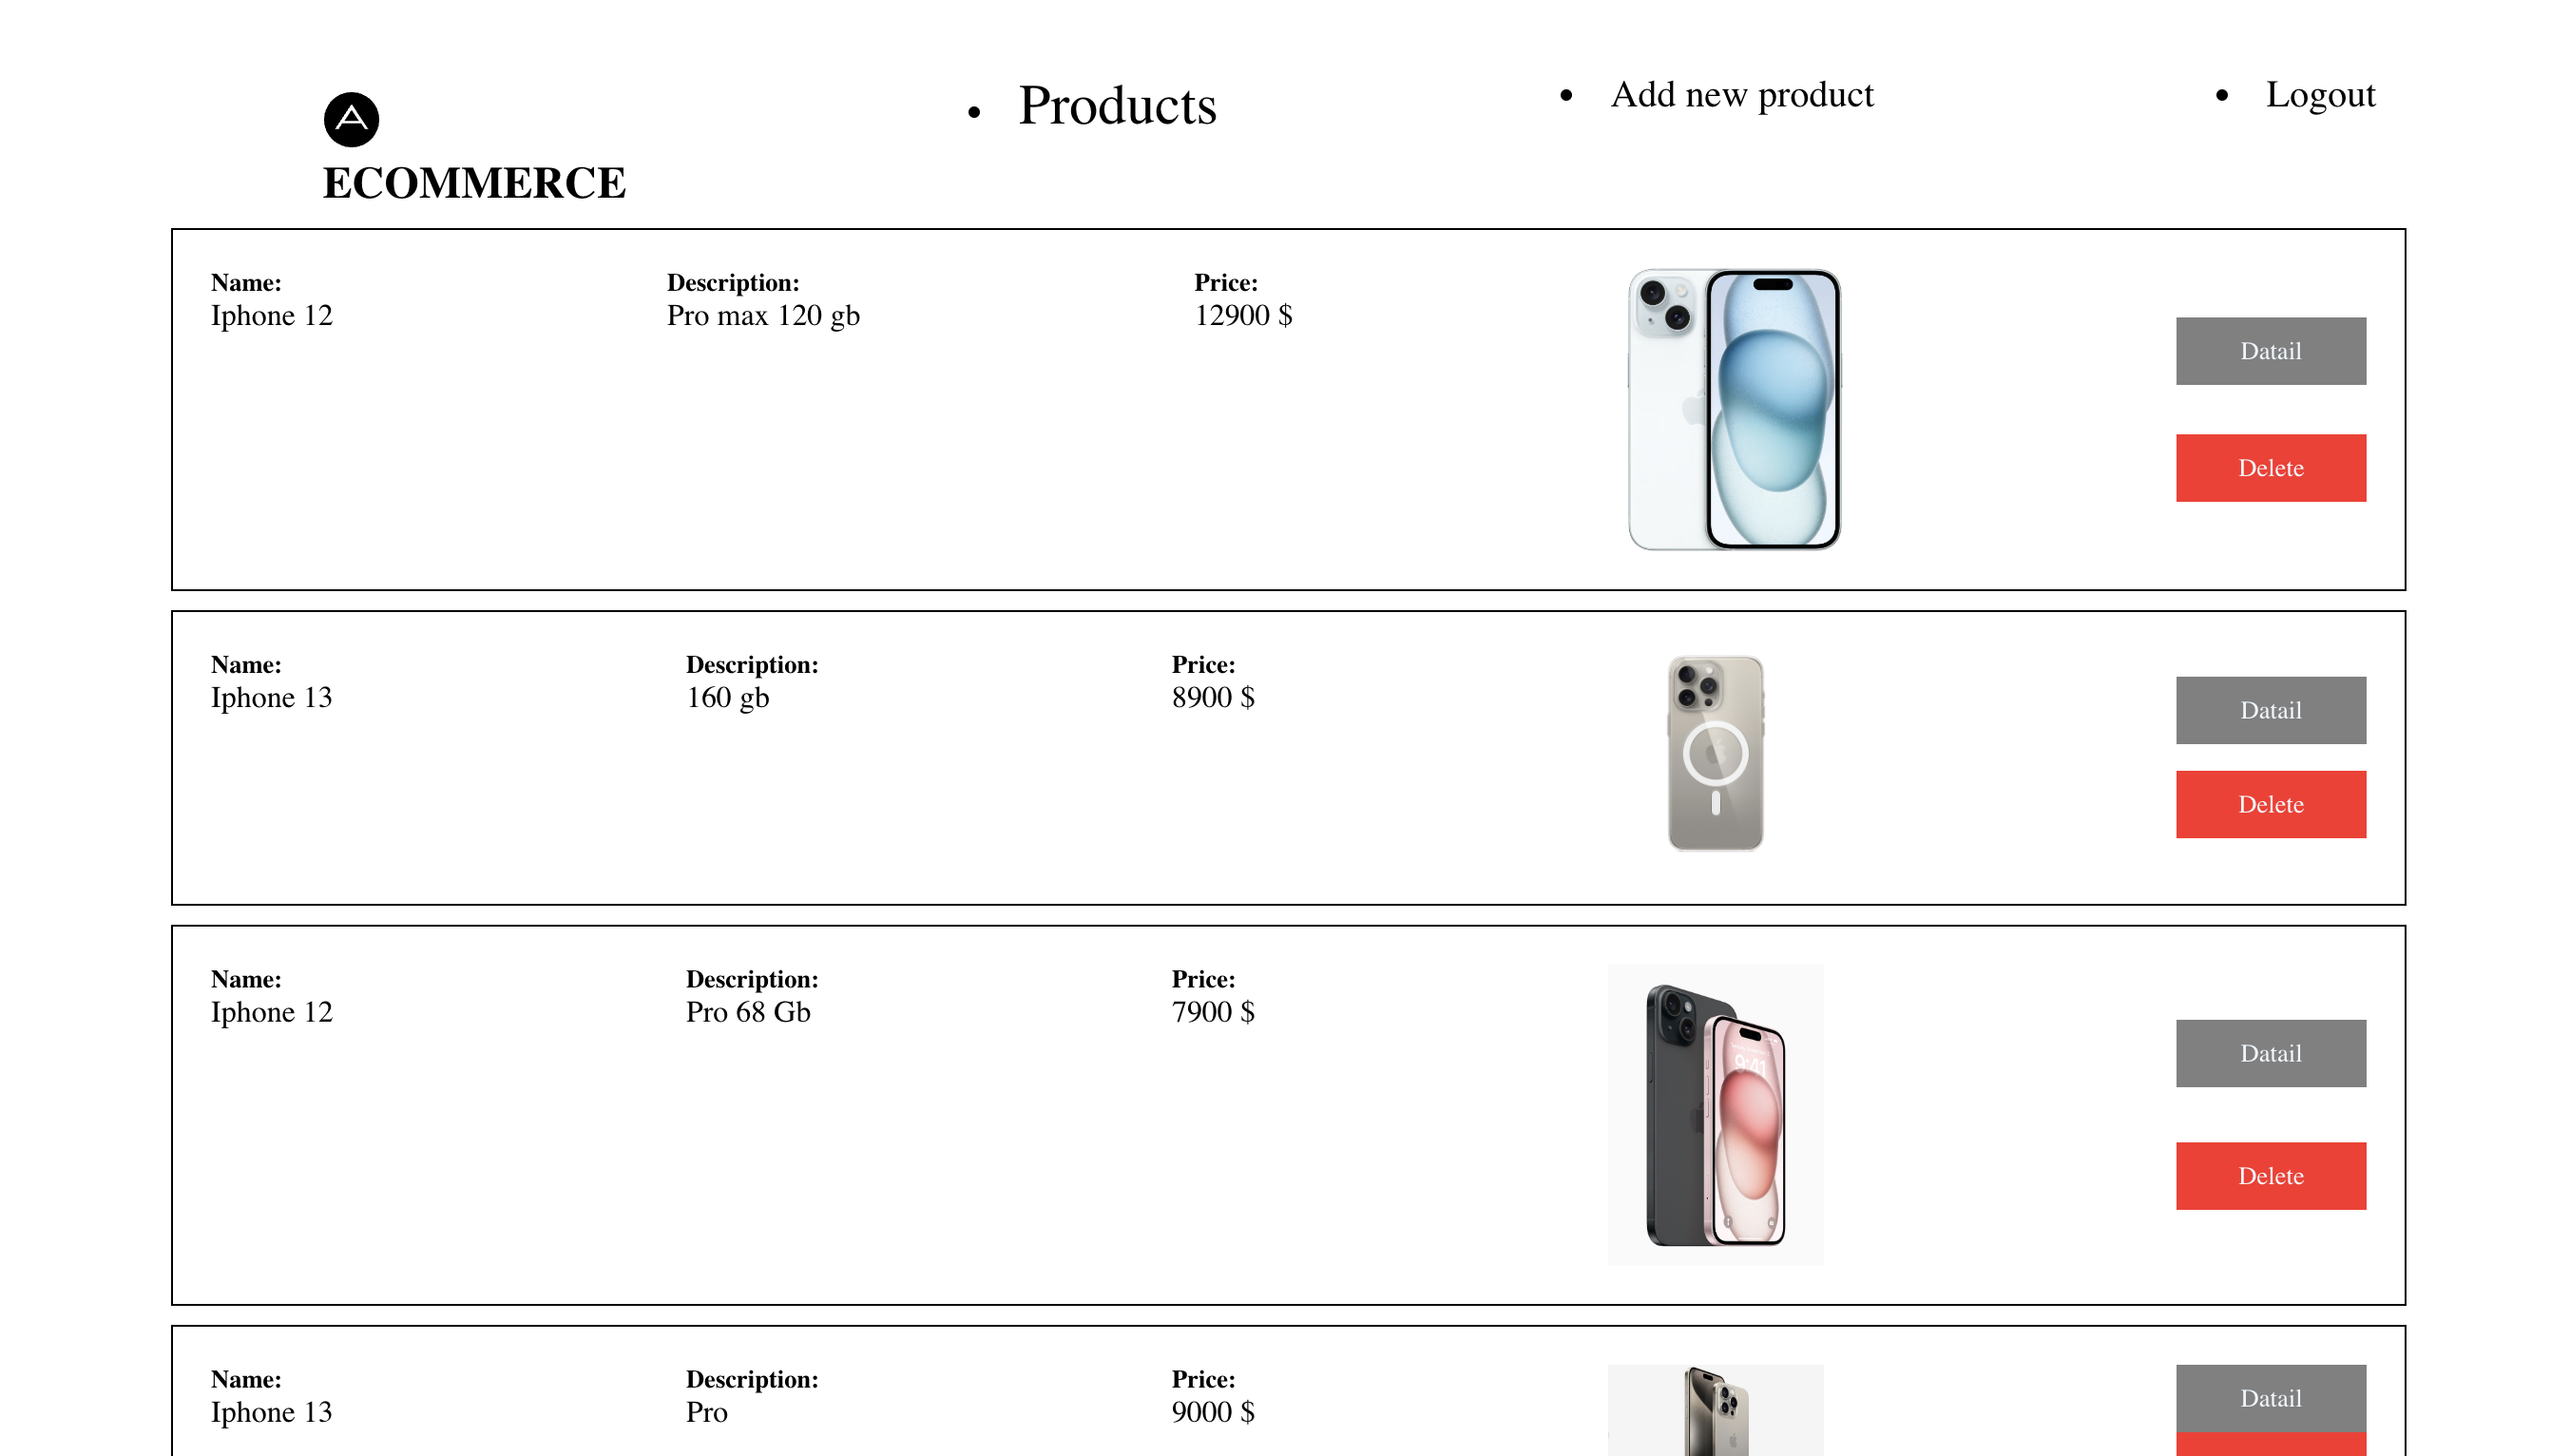 Products
Add new product
Logout
ECOMMERCE
Name:
Iphone 12
Description:
Pro max 120 gb
Price:
12900 $
Datail
Delete
Name:
Iphone 13
Description:
160 gb
Price:
8900 $
Datail
Delete
Name:
Iphone 12
Description:
Pro 68 Gb
Price:
7900 $
9:41
Datail
Delete
Name:
Iphone 13
Description:
Pro
Price:
9000 $
Datail